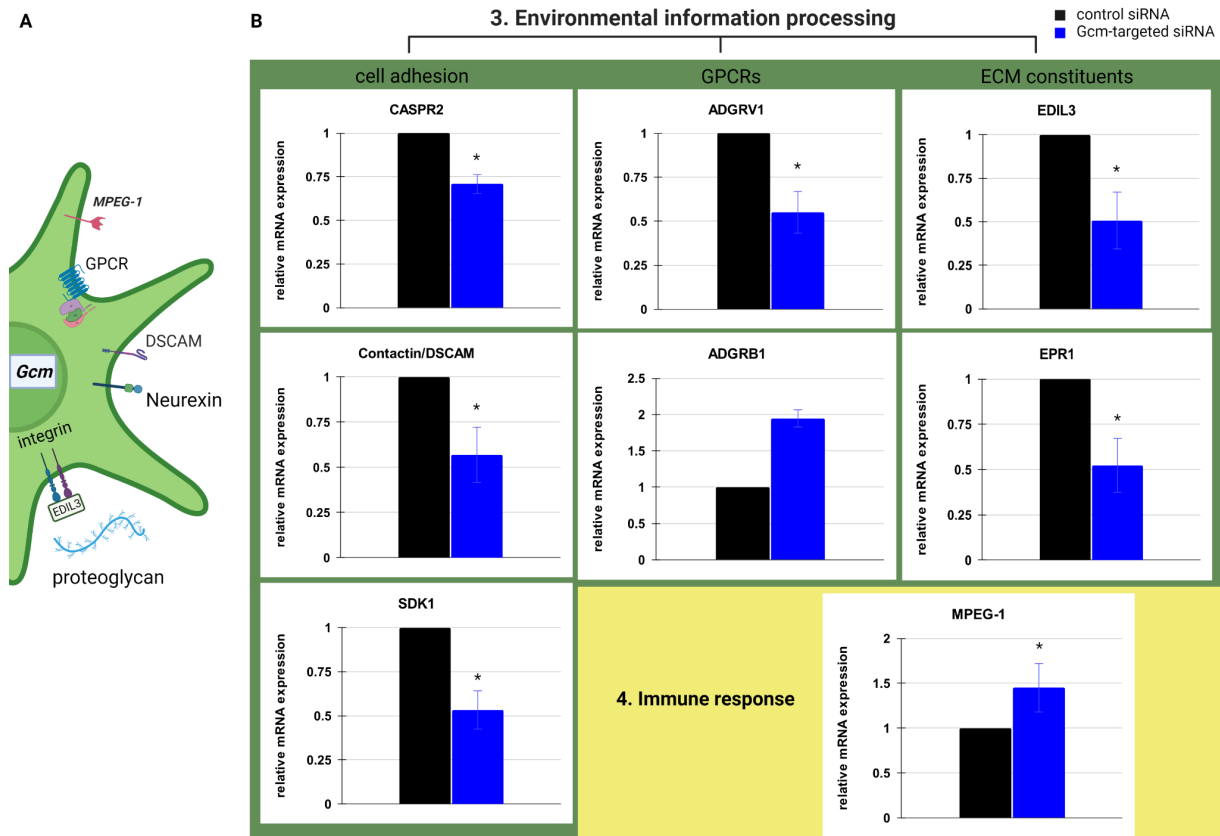 A
MPEG-1
GPCR
DSCAM
Gcm
Neurexin
integrin
EDIL3
proteoglycan
B
3. Environmental information processing
control siRNA
Gcm-targeted siRNA
cell adhesion
GPCRs
ECM constituents
CASPR2
relative mRNA expression
1
0.75
0.5
0.25
0
*
ADGRV1
relative mRNA expression
1
0.75
0.5
0.25
0
*
EDIL3
relative mRNA expression
1
0.75
0.5
0.25
0
*
Contactin/DSCAM
relative mRNA expression
1
0.75
0.5
0.25
0
*
ADGRB1
relative mRNA expression
2.5
2
1.5
1
0.5
0
EPR1
relative mRNA expression
1
0.75
0.5
0.25
0
*
SDK1
relative mRNA expression
1
0.75
0.5
0.25
0
*
4. Immune response
MPEG-1
relative mRNA expression
2
1.5
1
0.5
0
*